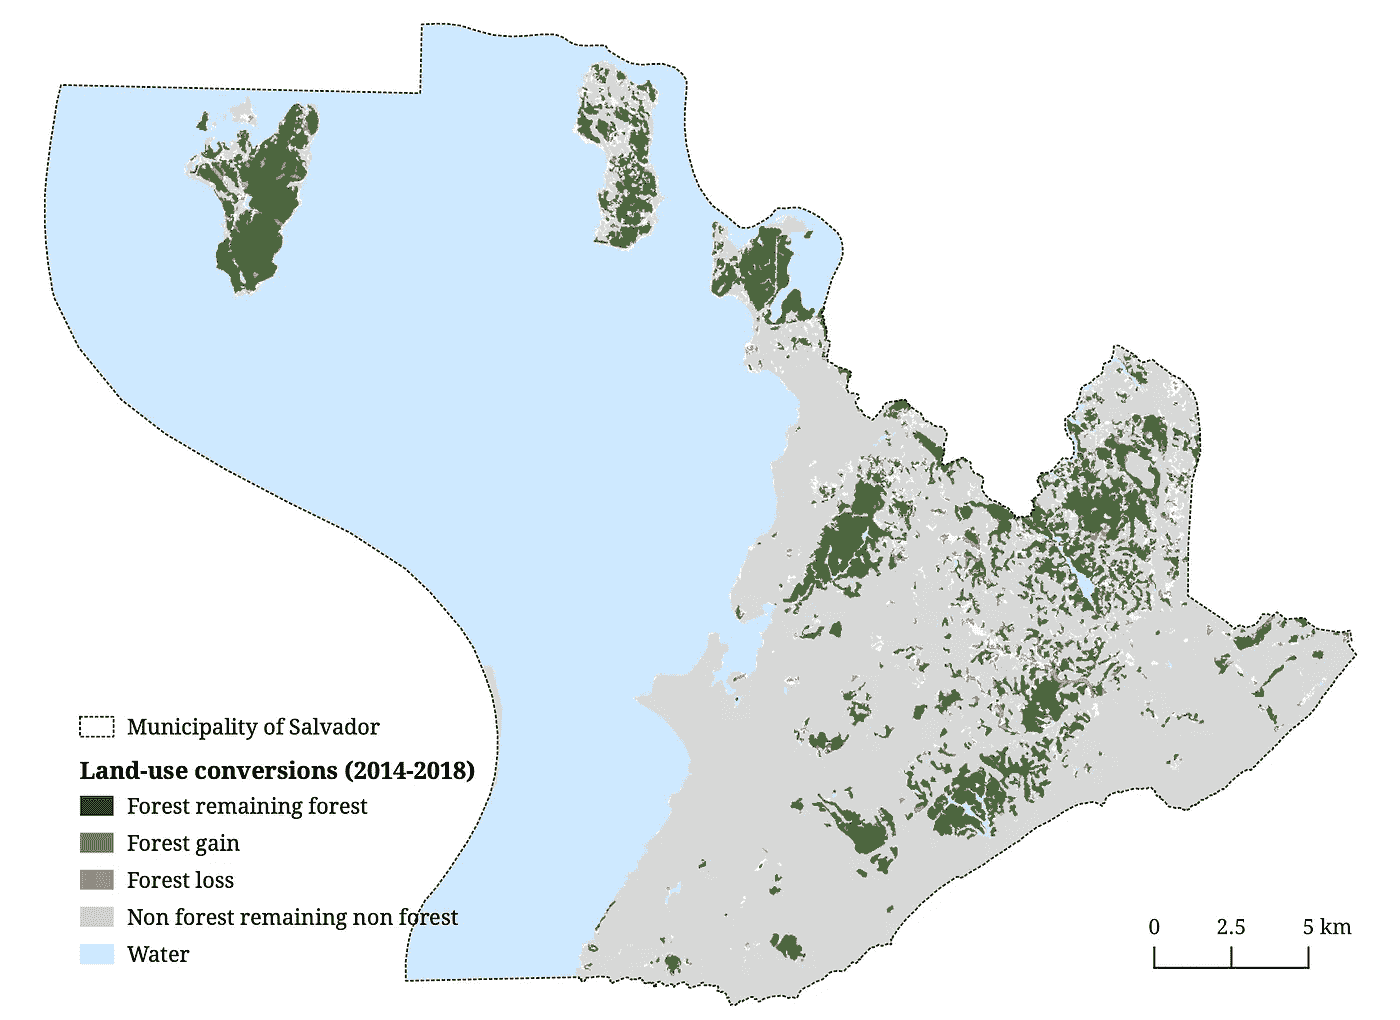 Municipality of Salvador
Land-use conversions (2014-2018)
Forest remaining forest
Forest gain
Forest loss
Non forest remaining non forest
Water
0 2.5 5 km